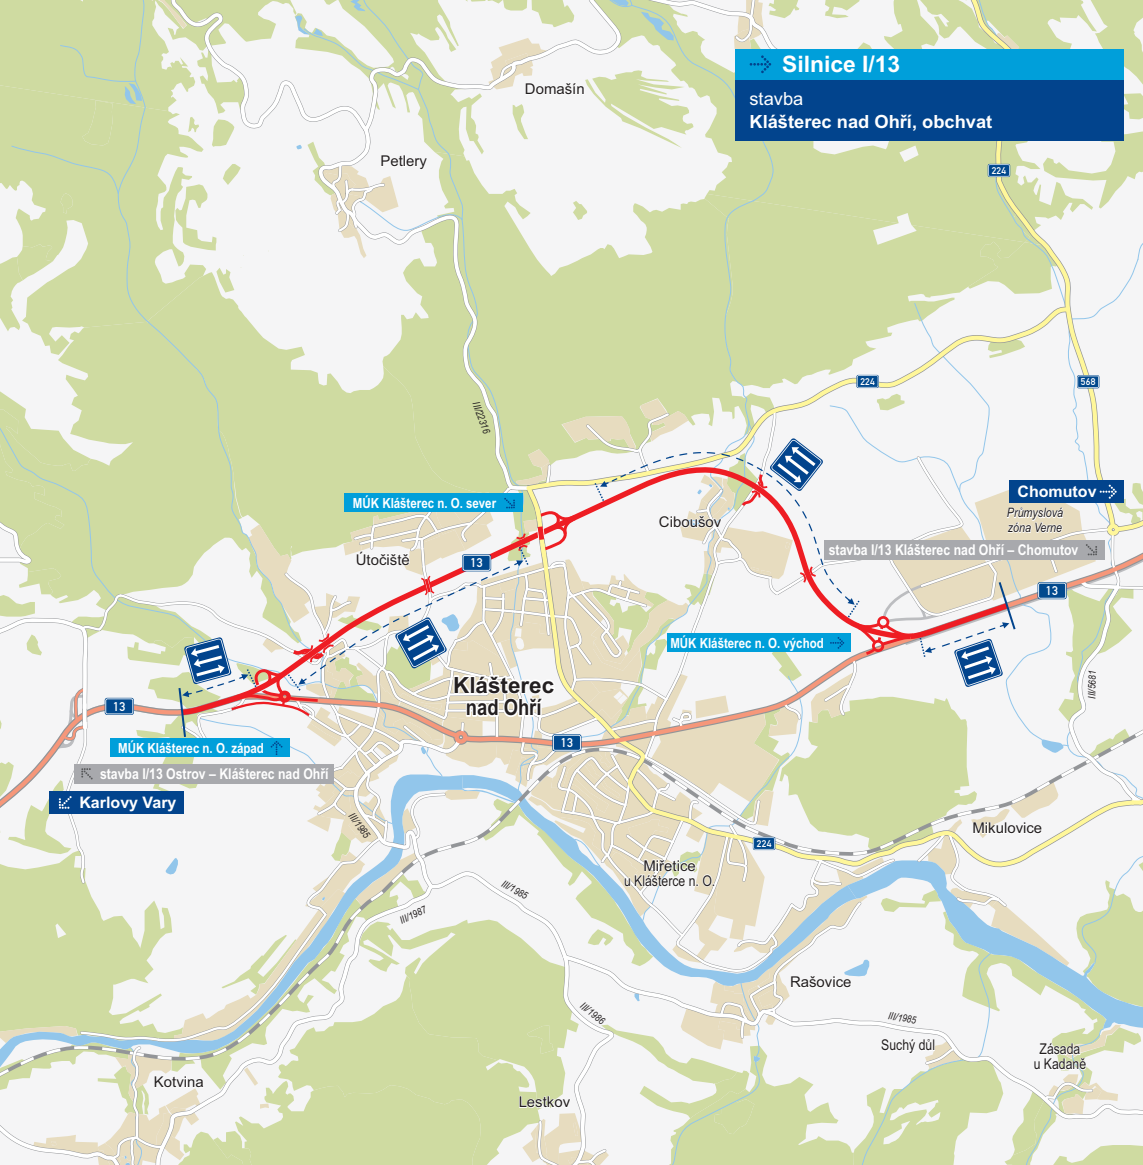 Silnice I/13
stavba
Klášterec nad Ohří, obchvat
Domašín
Petlery
224
224
568
III/22316
Chomutov
MÚK Klášterec n. O. sever
Průmyslová
zóna Verne
Ciboušov
stavba I/13 Klášterec nad Ohří – Chomutov
Útočiště
13
13
MÚK Klášterec n. O. východ
III/5681
Klášterec
nad Ohří
13
13
MÚK Klášterec n. O. západ
stavba I/13 Ostrov – Klášterec nad Ohří
Karlovy Vary
III/1985
Mikulovice
224
Miřetice
u Klášterce n. O.
III/1985
III/1987
Rašovice
III/1986
III/1985
Suchý důl
Zásada
u Kadaně
Kotvina
Lestkov